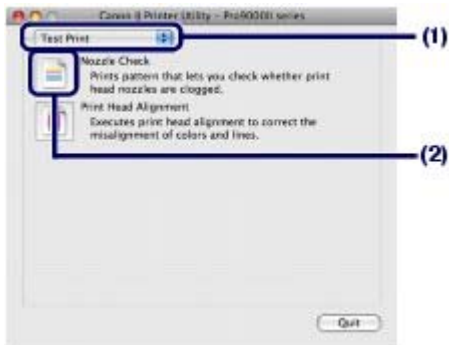 Canon IJ Printer Utility - Pro9000II series
Test Print
(1)
Nozzle Check
Prints pattern that lets you check whether print
head nozzles are clogged.
Print Head Alignment
Executes print head alignment to correct the
misalignment of colors and lines.
(2)
Quit